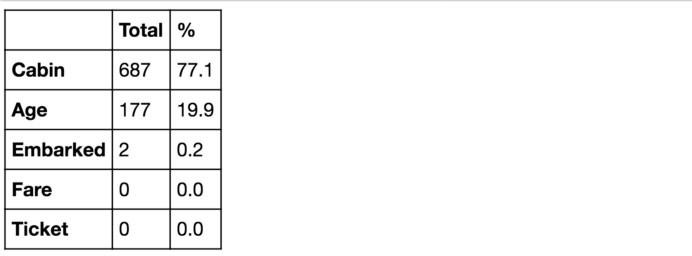 Total %
Cabin 687 77.1
Age 177 19.9
Embarked 2 0.2
Fare 0 0.0
Ticket 0 0.0